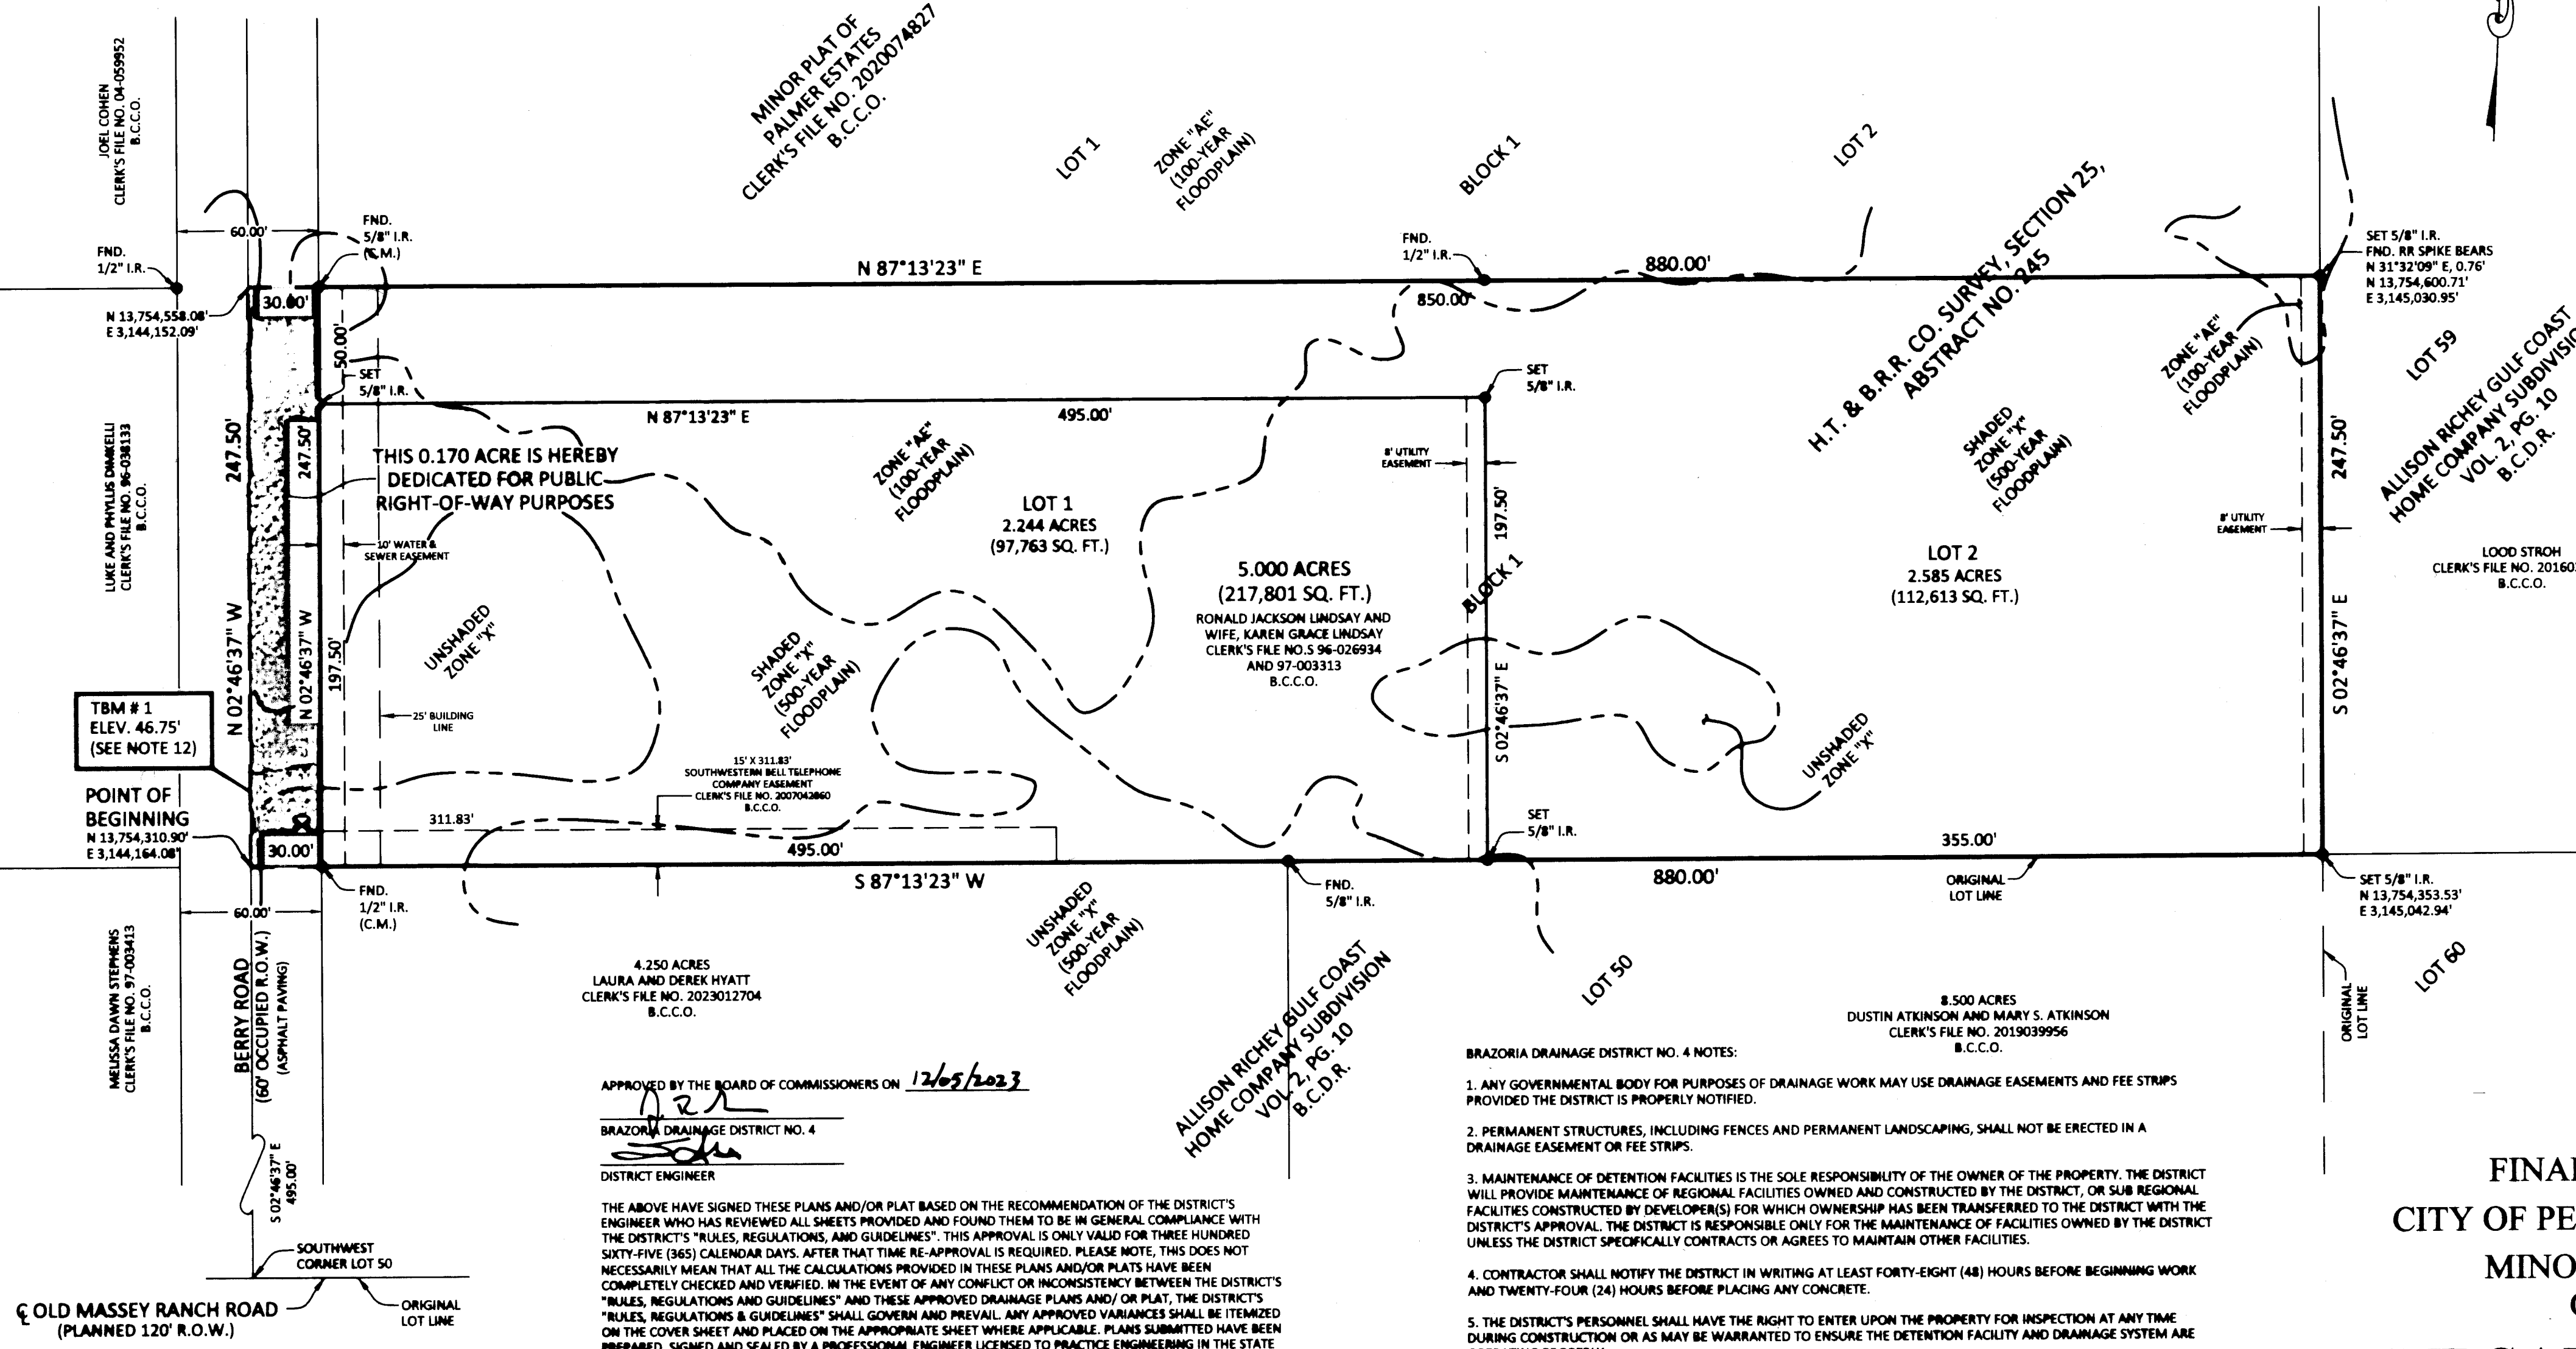 MINOR PLAT OF
PALMER ESTATES
CLERK'S FILE NO. 2020074827
B.C.C.O.
LOT 1
ZONE "AE"
(100-YEAR
FLOODPLAIN)
BLOCK 1
LOT 2
JOEL COHEN
CLERK'S FILE NO. 04-059952
B.C.C.O.
60.00'
FND.
1/2" I.R.
FND.
5/8" I.R.
(C.M.)
N 87°13'23" E
FND.
1/2" I.R.
880.00'
850.00'
H.T. & B.R.R. CO. SURVEY, SECTION 25,
ABSTRACT NO. 245
SET 5/8" I.R.
FND. RR SPIKE BEARS
N 31°32'09" E, 0.76'
N 13,754,600.71'
E 3,145,030.95'
30.00'
N 13,754,558.08'
E 3,144,152.09'
50.00'
SET
5/8" I.R.
N 87°13'23" E
495.00'
SET
5/8" I.R.
ZONE "AE"
(100-YEAR
FLOODPLAIN)
LOT 59
ALLISON RICHEY GULF COAST
HOME COMPANY SUBDIVISIO
VOL. 2, PG. 10
B.C.D.R.
LUKE AND PHYLLIS DIMKELLI
CLERK'S FILE NO. 96-038133
B.C.C.O.
247.50'
N 02°46'37" W
247.50'
N 02°46'37" W
197.50'
THIS 0.170 ACRE IS HEREBY
DEDICATED FOR PUBLIC
RIGHT-OF-WAY PURPOSES
10' WATER &
SEWER EASEMENT
ZONE "AE"
(100-YEAR
FLOODPLAIN)
LOT 1
2.244 ACRES
(97,763 SQ. FT.)
8' UTILITY
EASEMENT
197.50'
S 02°46'37" E
BLOCK 1
5.000 ACRES
(217,801 SQ. FT.)
RONALD JACKSON LINDSAY AND
WIFE, KAREN GRACE LINDSAY
CLERK'S FILE NO.S 96-026934
AND 97-003313
B.C.C.O.
SHADED
ZONE "X"
(500-YEAR
FLOODPLAIN)
LOT 2
2.585 ACRES
(112,613 SQ. FT.)
8' UTILITY
EASEMENT
247.50'
S 02°46'37" E
LOOD STROH
CLERK'S FILE NO. 20160
B.C.C.O.
UNSHADED
ZONE "X"
SHADED
ZONE "X"
(500-YEAR
FLOODPLAIN)
25' BUILDING
LINE
UNSHADED
ZONE "X"
TBM # 1
ELEV. 46.75'
(SEE NOTE 12)
POINT OF
BEGINNING
N 13,754,310.90'
E 3,144,164.08'
15' X 311.83'
SOUTHWESTERN BELL TELEPHONE
COMPANY EASEMENT
CLERK'S FILE NO. 2007042860
B.C.C.O.
311.83'
30.00'
495.00'
SET
5/8" I.R.
355.00'
S 87°13'23" W
880.00'
FND.
1/2" I.R.
(C.M.)
FND.
5/8" I.R.
ORIGINAL
LOT LINE
SET 5/8" I.R.
N 13,754,353.53'
E 3,145,042.94'
60.00'
MELISSA DAWN STEPHENS
CLERK'S FILE NO. 97-003413
B.C.C.O.
BERRY ROAD
(60' OCCUPIED R.O.W.)
(ASPHALT PAVING)
UNSHADED
ZONE "X"
(500-YEAR
FLOODPLAIN)
4.250 ACRES
LAURA AND DEREK HYATT
CLERK'S FILE NO. 2023012704
B.C.C.O.
ALLISON RICHEY GULF COAST
HOME COMPANY SUBDIVISION
VOL. 2, PG. 10
B.C.D.R.
LOT 50
8.500 ACRES
DUSTIN ATKINSON AND MARY S. ATKINSON
CLERK'S FILE NO. 2019039956
B.C.C.O.
ORIGINAL
LOT LINE
LOT 60
S 02°46'37" E
495.00'
SOUTHWEST
CORNER LOT 50
℄ OLD MASSEY RANCH ROAD
(PLANNED 120' R.O.W.)
ORIGINAL
LOT LINE
APPROVED BY THE BOARD OF COMMISSIONERS ON 12/05/2023
BRAZORIA DRAINAGE DISTRICT NO. 4
DISTRICT ENGINEER
THE ABOVE HAVE SIGNED THESE PLANS AND/OR PLAT BASED ON THE RECOMMENDATION OF THE DISTRICT'S
ENGINEER WHO HAS REVIEWED ALL SHEETS PROVIDED AND FOUND THEM TO BE IN GENERAL COMPLIANCE WITH
THE DISTRICT'S "RULES, REGULATIONS, AND GUIDELINES". THIS APPROVAL IS ONLY VALID FOR THREE HUNDRED
SIXTY-FIVE (365) CALENDAR DAYS. AFTER THAT TIME RE-APPROVAL IS REQUIRED. PLEASE NOTE, THIS DOES NOT
NECESSARILY MEAN THAT ALL THE CALCULATIONS PROVIDED IN THESE PLANS AND/OR PLATS HAVE BEEN
COMPLETELY CHECKED AND VERIFIED. IN THE EVENT OF ANY CONFLICT OR INCONSISTENCY BETWEEN THE DISTRICT'S
"RULES, REGULATIONS AND GUIDELINES" AND THESE APPROVED DRAINAGE PLANS AND/ OR PLAT, THE DISTRICT'S
"RULES, REGULATIONS & GUIDELINES" SHALL GOVERN AND PREVAIL. ANY APPROVED VARIANCES SHALL BE ITEMIZED
ON THE COVER SHEET AND PLACED ON THE APPROPRIATE SHEET WHERE APPLICABLE. PLANS SUBMITTED HAVE BEEN
PREPARED, SIGNED AND SEALED BY A PROFESSIONAL ENGINEER LICENSED TO PRACTICE ENGINEERING IN THE STATE
BRAZORIA DRAINAGE DISTRICT NO. 4 NOTES:
1. ANY GOVERNMENTAL BODY FOR PURPOSES OF DRAINAGE WORK MAY USE DRAINAGE EASEMENTS AND FEE STRIPS
PROVIDED THE DISTRICT IS PROPERLY NOTIFIED.
2. PERMANENT STRUCTURES, INCLUDING FENCES AND PERMANENT LANDSCAPING, SHALL NOT BE ERECTED IN A
DRAINAGE EASEMENT OR FEE STRIPS.
3. MAINTENANCE OF DETENTION FACILITIES IS THE SOLE RESPONSIBILITY OF THE OWNER OF THE PROPERTY. THE DISTRICT
WILL PROVIDE MAINTENANCE OF REGIONAL FACILITIES OWNED AND CONSTRUCTED BY THE DISTRICT, OR SUB REGIONAL
FACILITIES CONSTRUCTED BY DEVELOPER(S) FOR WHICH OWNERSHIP HAS BEEN TRANSFERRED TO THE DISTRICT WITH THE
DISTRICT'S APPROVAL. THE DISTRICT IS RESPONSIBLE ONLY FOR THE MAINTENANCE OF FACILITIES OWNED BY THE DISTRICT
UNLESS THE DISTRICT SPECIFICALLY CONTRACTS OR AGREES TO MAINTAIN OTHER FACILITIES.
4. CONTRACTOR SHALL NOTIFY THE DISTRICT IN WRITING AT LEAST FORTY-EIGHT (48) HOURS BEFORE BEGINNING WORK
AND TWENTY-FOUR (24) HOURS BEFORE PLACING ANY CONCRETE.
5. THE DISTRICT'S PERSONNEL SHALL HAVE THE RIGHT TO ENTER UPON THE PROPERTY FOR INSPECTION AT ANY TIME
DURING CONSTRUCTION OR AS MAY BE WARRANTED TO ENSURE THE DETENTION FACILITY AND DRAINAGE SYSTEM ARE
FINA
CITY OF PE
MINO